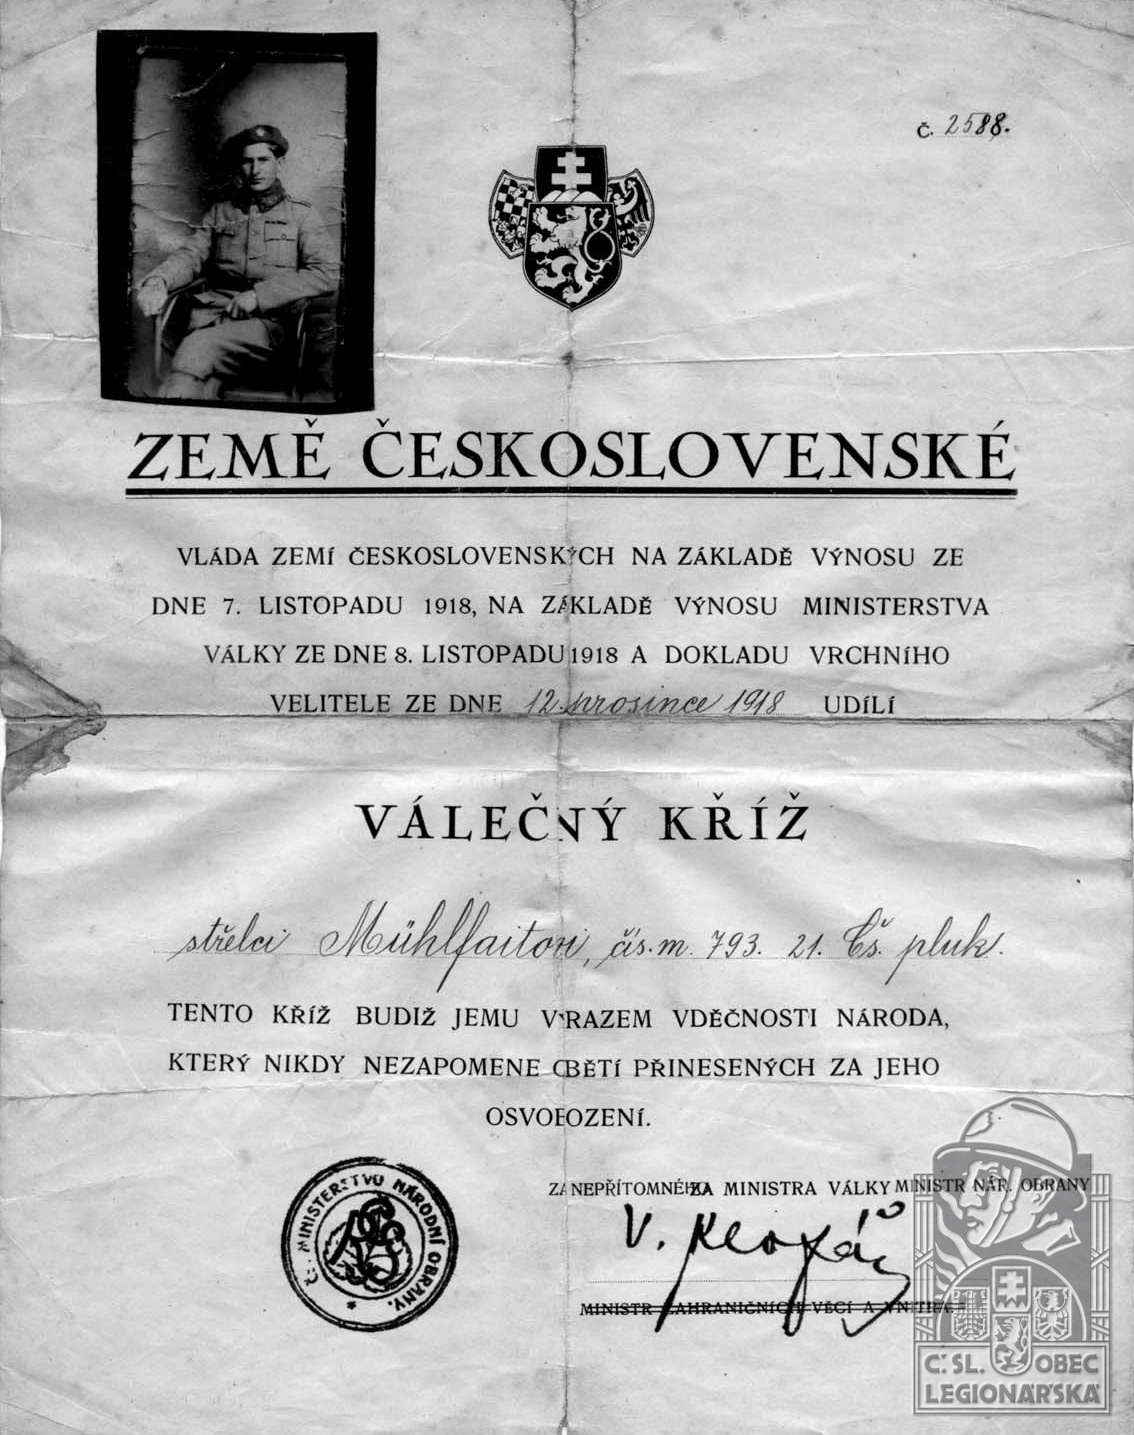 Č. 2588.
ZEMĚ ČESKOSLOVENSKÉ
VLÁDA ZEMÍ ČESKOSLOVENSKÝCH NA ZÁKLADĚ VÝNOSU ZE
DNE 7. LISTOPADU 1918, NA ZÁKLADĚ VÝNOSU MINISTERSTVA
VÁLKY ZE DNE 8. LISTOPADU 1918 A DOKLADU VRCHNÍHO
VELITELE ZE DNE 12. prosince 1918 UDÍLÍ
VÁLEČNÝ KŘÍŽ
střelci Mühlfaitovi, čís. m. 793. 21. Čs. pluk.
TENTO KŘÍŽ BUDIŽ JEMU VÝRAZEM VDĚČNOSTI NÁRODA,
KTERÝ NIKDY NEZAPOMENE OBĚTÍ PŘINESENÝCH ZA JEHO
OSVOBOZENÍ.
ZA NEPŘÍTOMNÉHO ZA MINISTRA VÁLKY MINISTR NÁR. OBRANY
V. Klofáč
MINISTR ZAHRANIČNÍCH VĚCÍ A VNITRA
MINISTERSTVO NÁRODNÍ OBRANY.
Č.SL. OBEC
LEGIONÁŘSKÁ